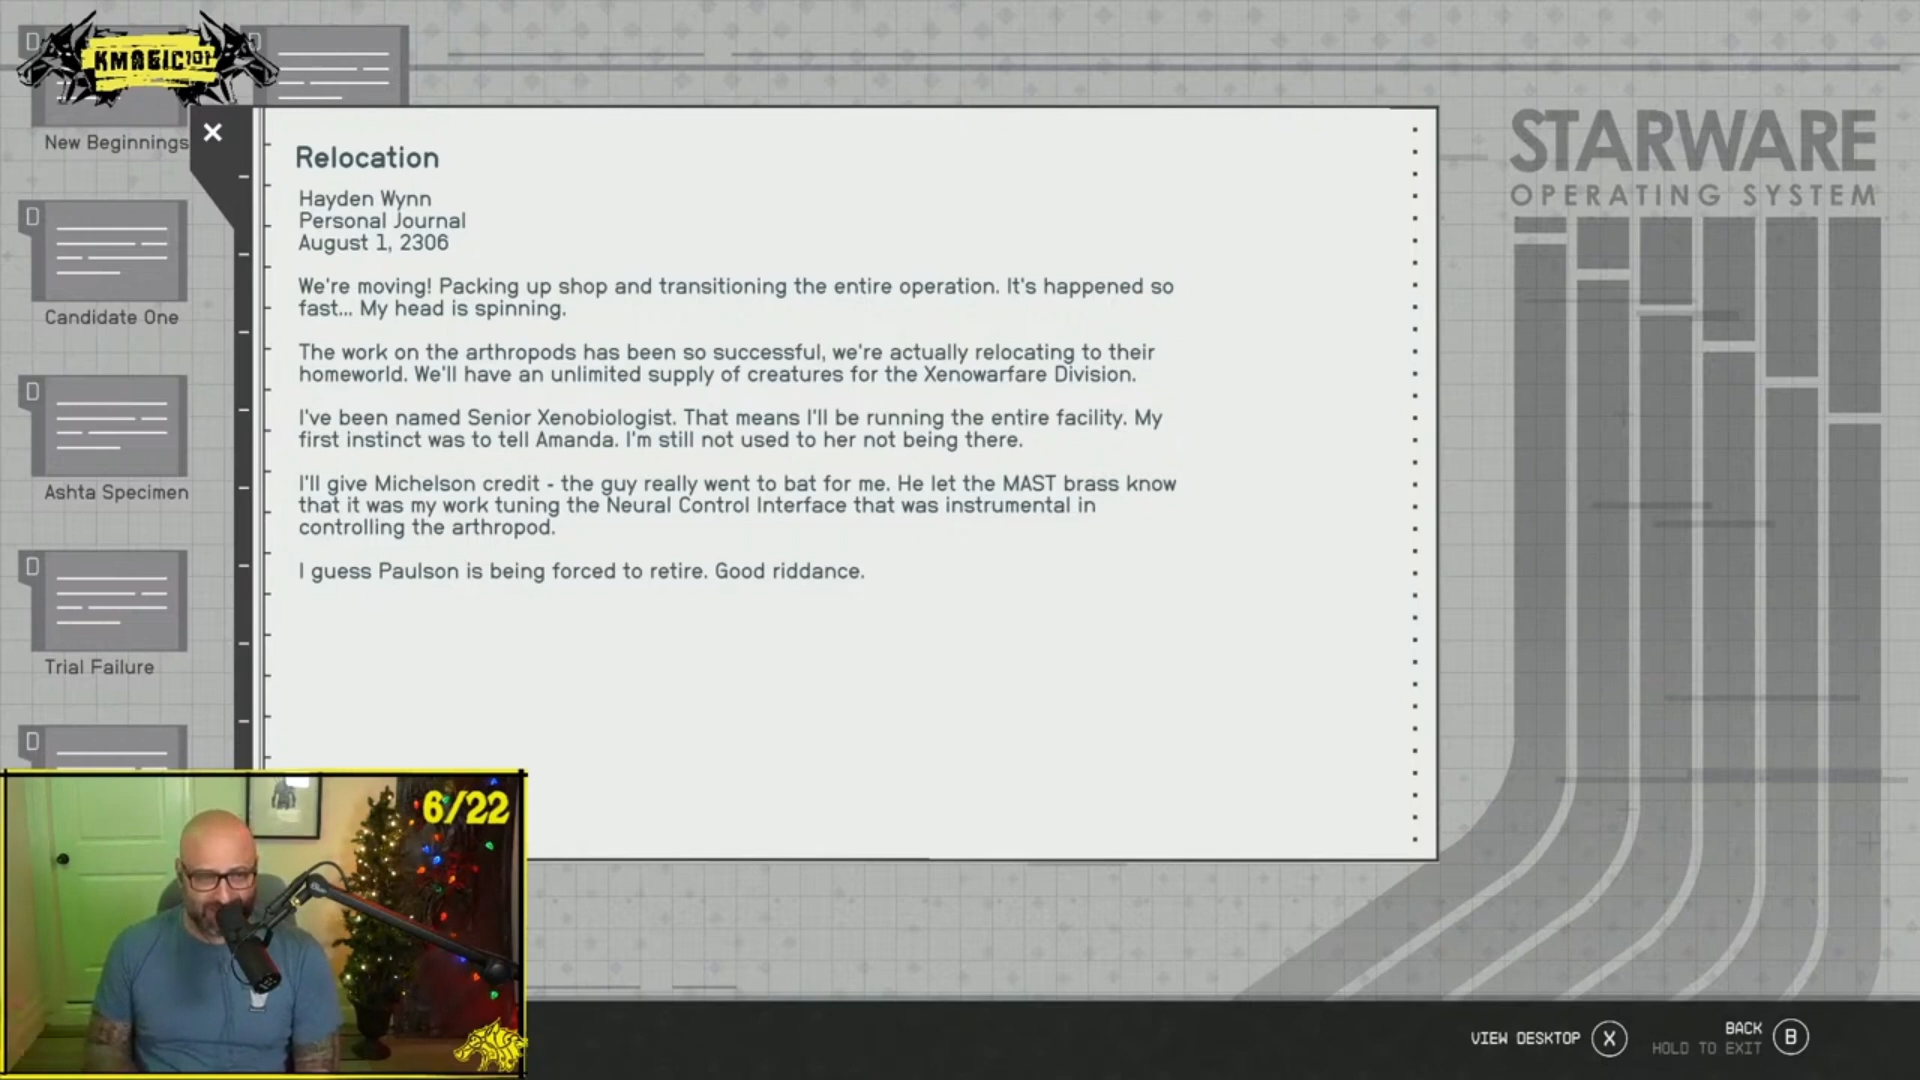 KMAGIC101
D
D
New Beginnings
D
Candidate One
D
Ashta Specimen
D
Trial Failure
D
Relocation
Hayden Wynn
Personal Journal
August 1, 2306
We're moving! Packing up shop and transitioning the entire operation. It's happened so
fast... My head is spinning.
The work on the arthropods has been so successful, we're actually relocating to their
homeworld. We'll have an unlimited supply of creatures for the Xenowarfare Division.
I've been named Senior Xenobiologist. That means I'll be running the entire facility. My
first instinct was to tell Amanda. I'm still not used to her not being there.
I'll give Michelson credit - the guy really went to bat for me. He let the MAST brass know
that it was my work tuning the Neural Control Interface that was instrumental in
controlling the arthropod.
I guess Paulson is being forced to retire. Good riddance.
STARWARE
OPERATING SYSTEM
6/22
VIEW DESKTOP X
BACK B
HOLD TO EXIT